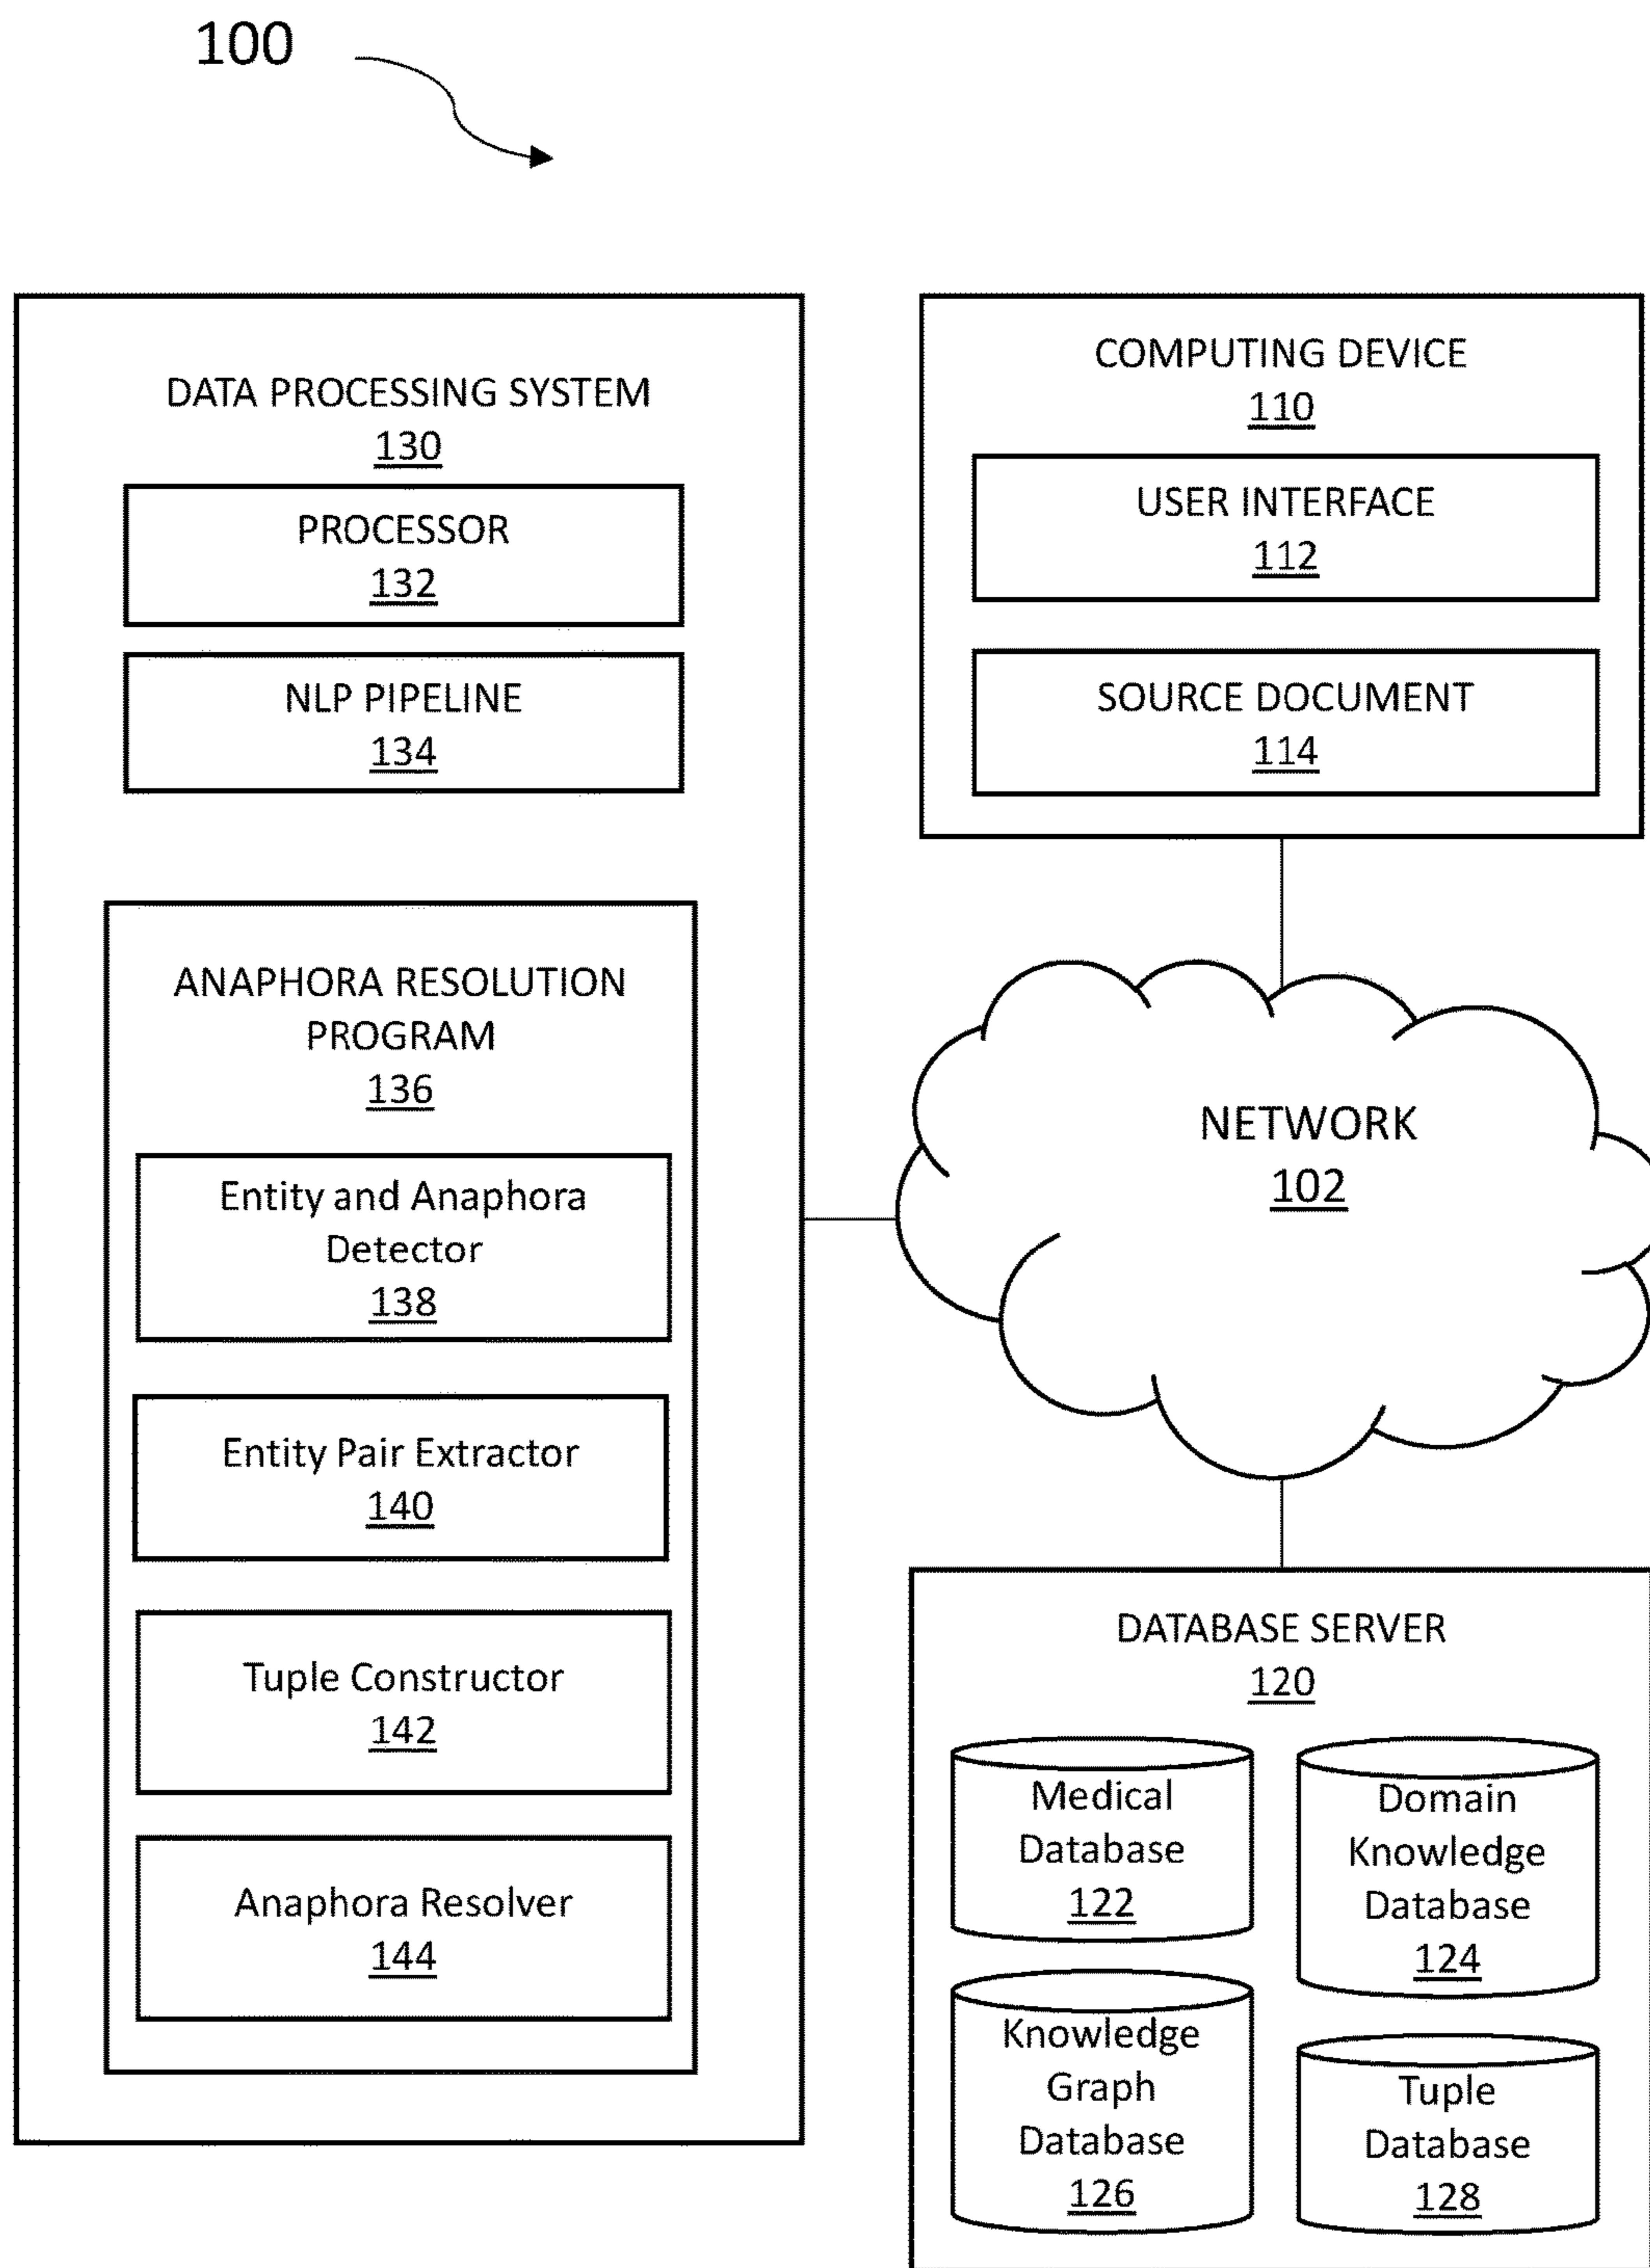 100
DATA PROCESSING SYSTEM
130
PROCESSOR
132
NLP PIPELINE
134
ANAPHORA RESOLUTION
PROGRAM
136
Entity and Anaphora
Detector
138
Entity Pair Extractor
140
Tuple Constructor
142
Anaphora Resolver
144
COMPUTING DEVICE
110
USER INTERFACE
112
SOURCE DOCUMENT
114
NETWORK
102
DATABASE SERVER
120
Medical
Database
122
Domain
Knowledge
Database
124
Knowledge
Graph
Database
126
Tuple
Database
128